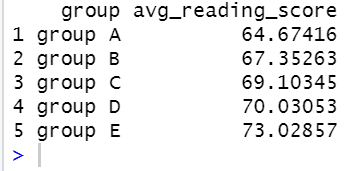 group avg_reading_score
1 group A 64.67416
2 group B 67.35263
3 group C 69.10345
4 group D 70.03053
5 group E 73.02857
>